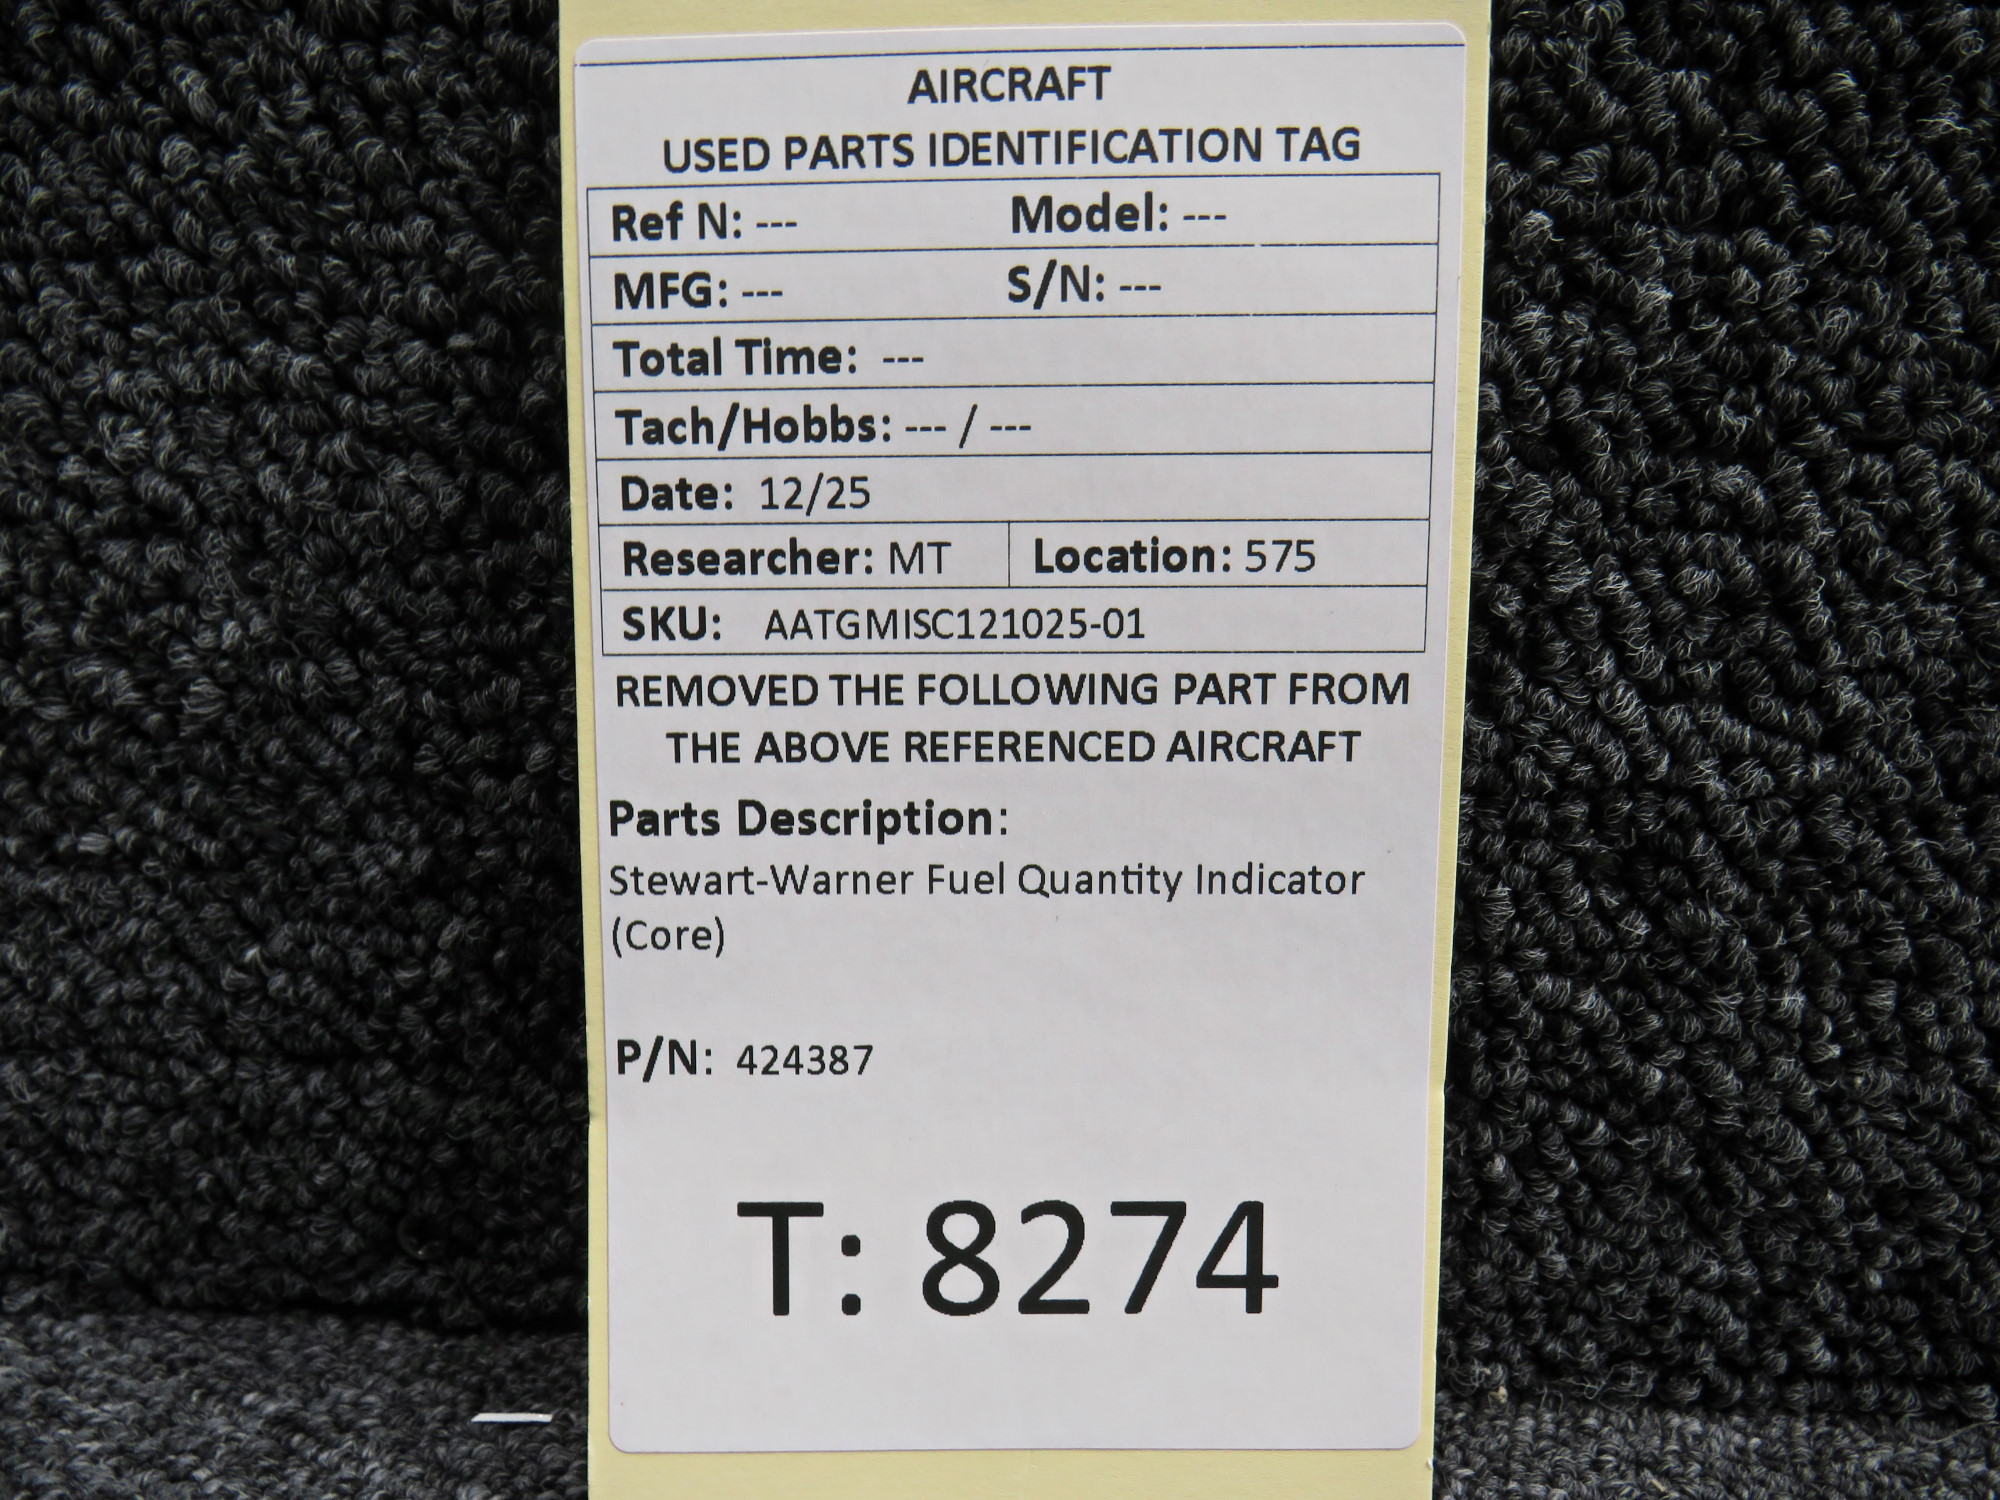 AIRCRAFT
USED PARTS IDENTIFICATION TAG
Ref N: --- Model: ---
MFG: --- S/N: ---
Total Time: ---
Tach/Hobbs: --- / ---
Date: 12/25
Researcher: MT Location: 575
SKU: AATGMISC121025-01
REMOVED THE FOLLOWING PART FROM
THE ABOVE REFERENCED AIRCRAFT
Parts Description:
Stewart-Warner Fuel Quantity Indicator
(Core)
P/N: 424387
T: 8274